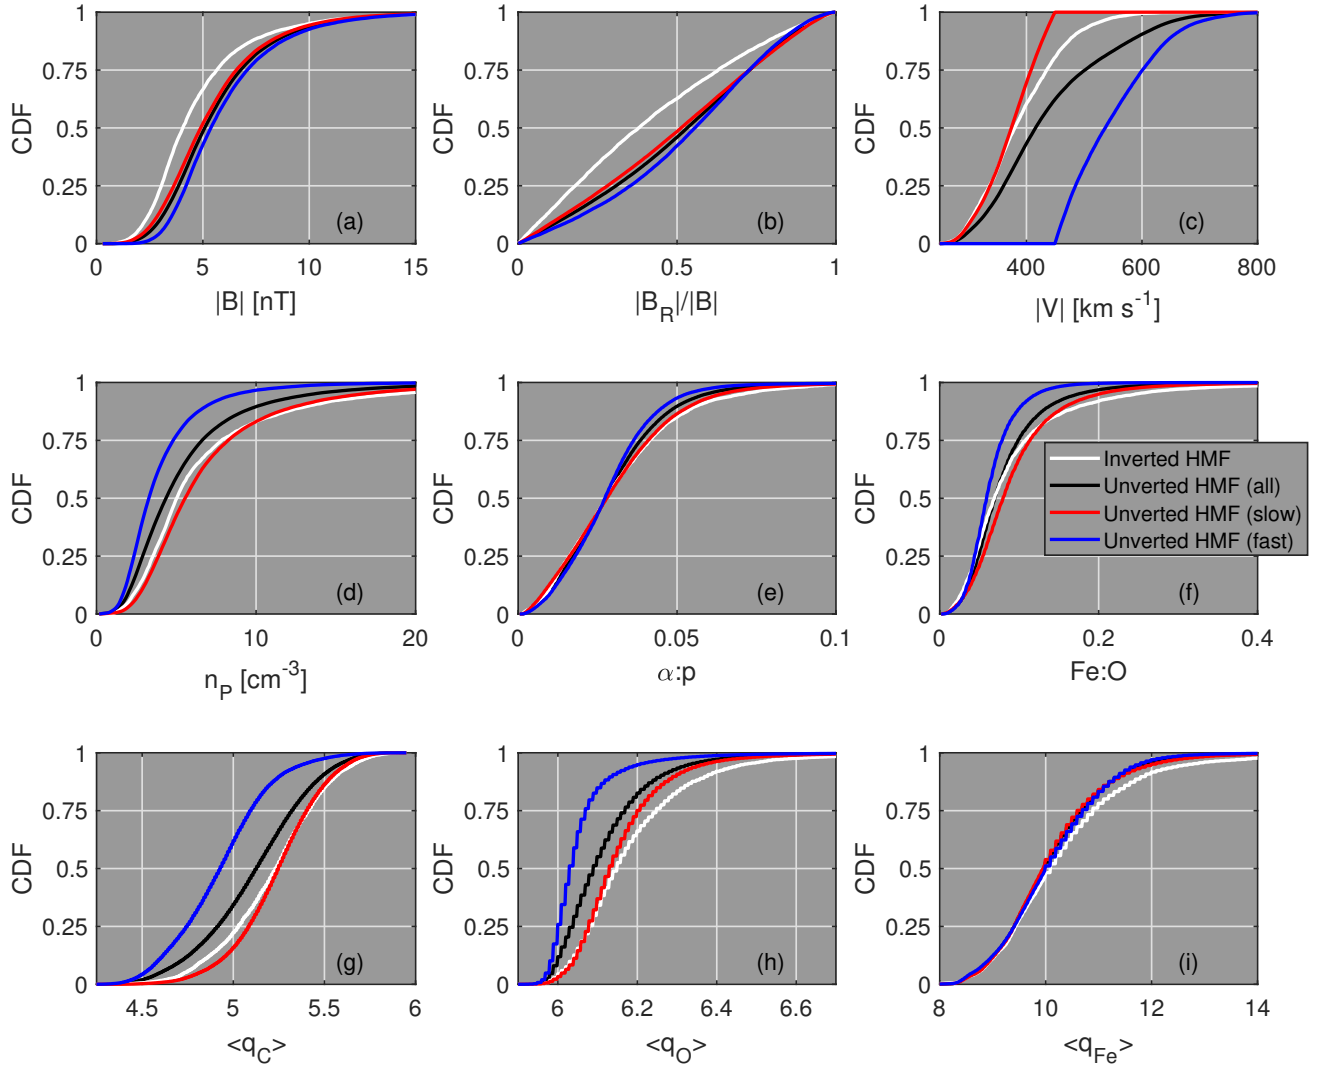 1
0.75
0.5
0.25
0
CDF
(a)
0 5 10 15
|B| [nT]
1
0.75
0.5
0.25
0
CDF
(b)
0 0.5 1
|B_R|/|B|
1
0.75
0.5
0.25
0
CDF
(c)
400 600 800
|V| [km s^-1]
1
0.75
0.5
0.25
0
CDF
(d)
0 10 20
n_P [cm^-3]
1
0.75
0.5
0.25
0
CDF
(e)
0 0.05 0.1
α:p
1
0.75
0.5
0.25
0
CDF
Inverted HMF
Unverted HMF (all)
Unverted HMF (slow)
Unverted HMF (fast)
(f)
0 0.2 0.4
Fe:O
1
0.75
0.5
0.25
0
CDF
(g)
4.5 5 5.5 6
<q_C>
1
0.75
0.5
0.25
0
CDF
(h)
6 6.2 6.4 6.6
<q_O>
1
0.75
0.5
0.25
0
CDF
(i)
8 10 12 14
<q_Fe>